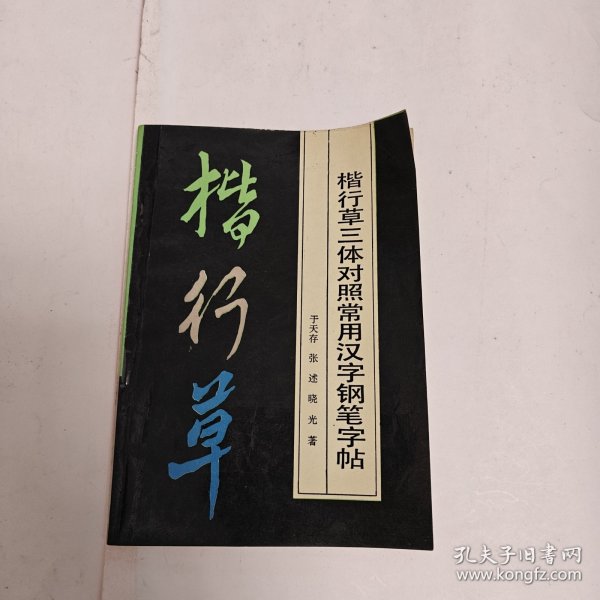 楷行草
楷行草三体对照常用汉字钢笔字帖
于天存 张 述 晓 光 著
孔夫子旧书网
www.kongfz.com